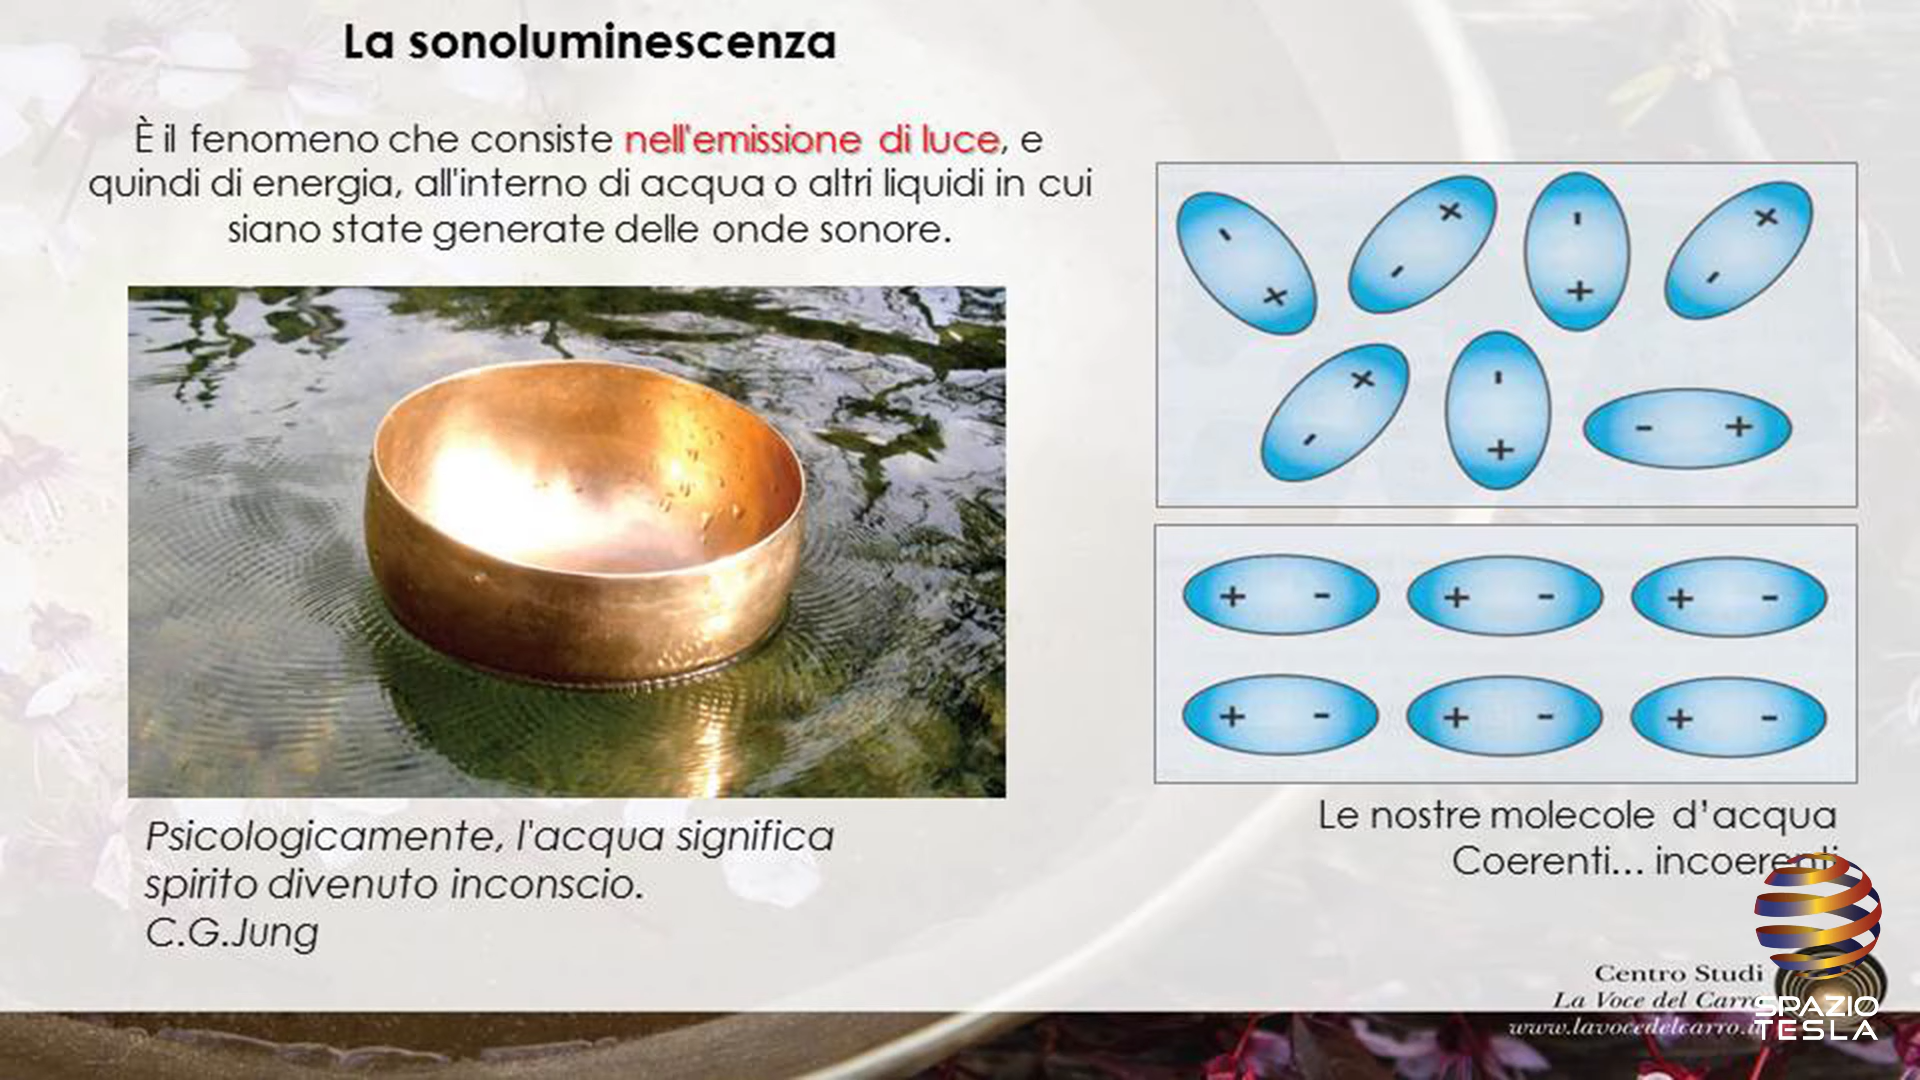 La sonoluminescenza
È il fenomeno che consiste nell'emissione di luce, e
quindi di energia, all'interno di acqua o altri liquidi in cui
siano state generate delle onde sonore.
- + + - - + + -
+ - - + - +
+ - + - + -
+ - + - + -
Psicologicamente, l'acqua significa
spirito divenuto inconscio.
C.G.Jung
Le nostre molecole d'acqua
Coerenti... incoerenti
Centro Studi
La Voce del Carro
www.lavocedelcarro.it
SPAZIO
TESLA